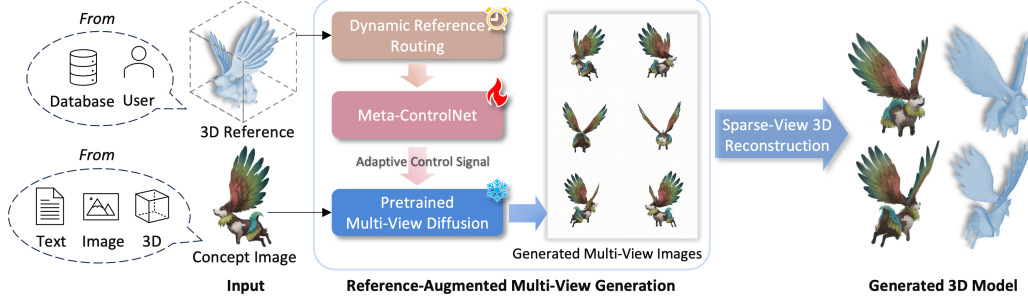 From
Database
User
3D Reference
From
Text
Image
3D
Concept Image
Input
Dynamic Reference
Routing
Meta-ControlNet
Adaptive Control Signal
Pretrained
Multi-View Diffusion
Generated Multi-View Images
Reference-Augmented Multi-View Generation
Sparse-View 3D
Reconstruction
Generated 3D Model